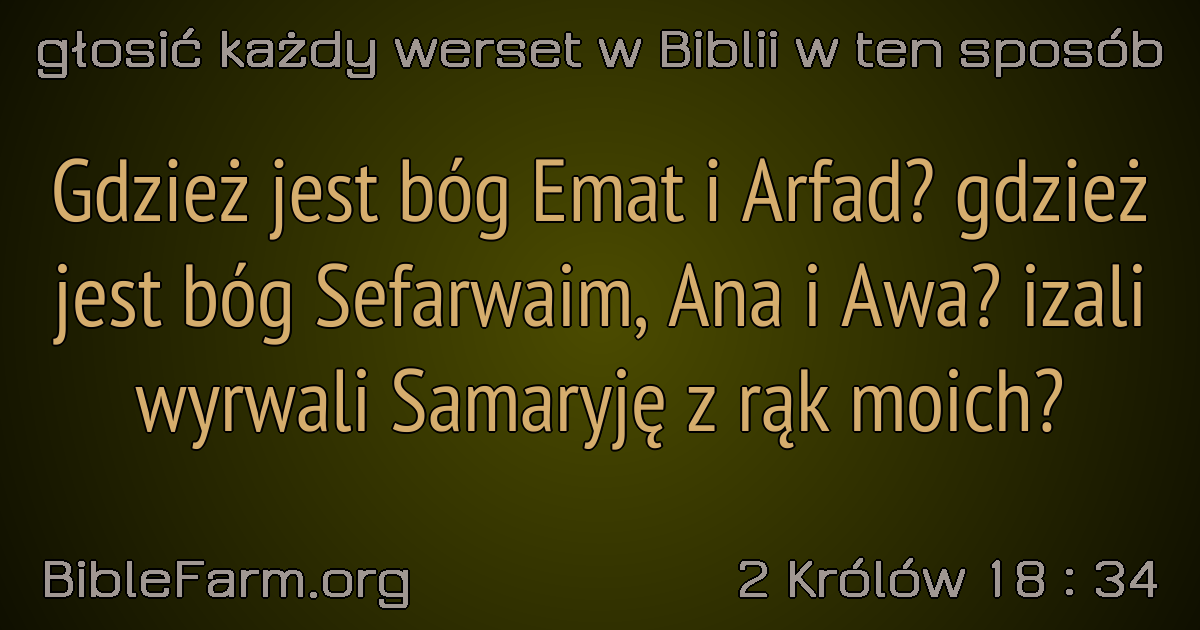 głosić każdy werset w Biblii w ten sposób
Gdzież jest bóg Emat i Arfad? gdzież
jest bóg Sefarwaim, Ana i Awa? izali
wyrwali Samaryję z rąk moich?
BibleFarm.org
2 Królów 18 : 34